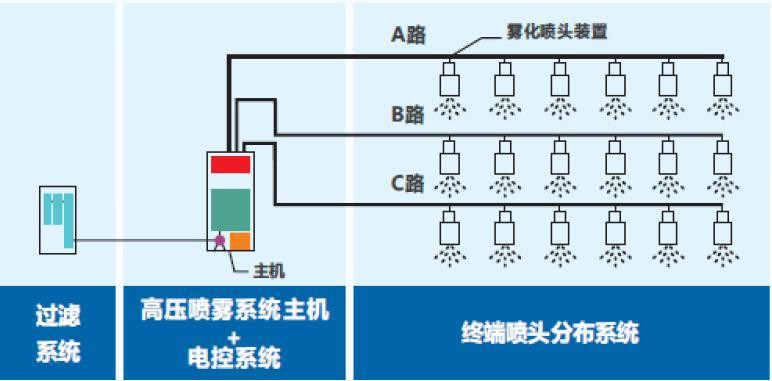 A路
雾化喷头装置
B路
C路
主机
过滤
系统
高压喷雾系统主机
+
电控系统
终端喷头分布系统